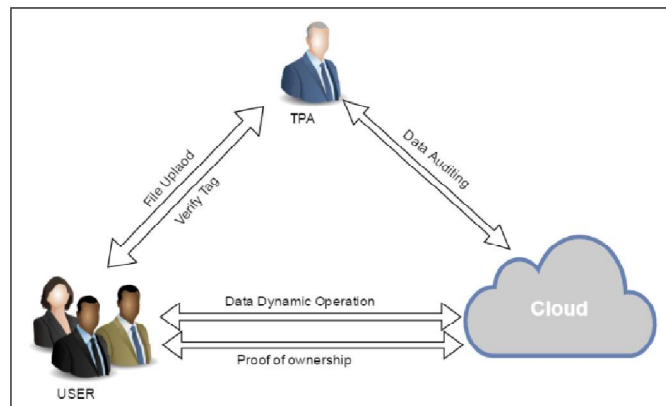 TPA
File Uplaod
Verify Tag
Data Auditing
Data Dynamic Operation
Cloud
Proof of ownership
USER